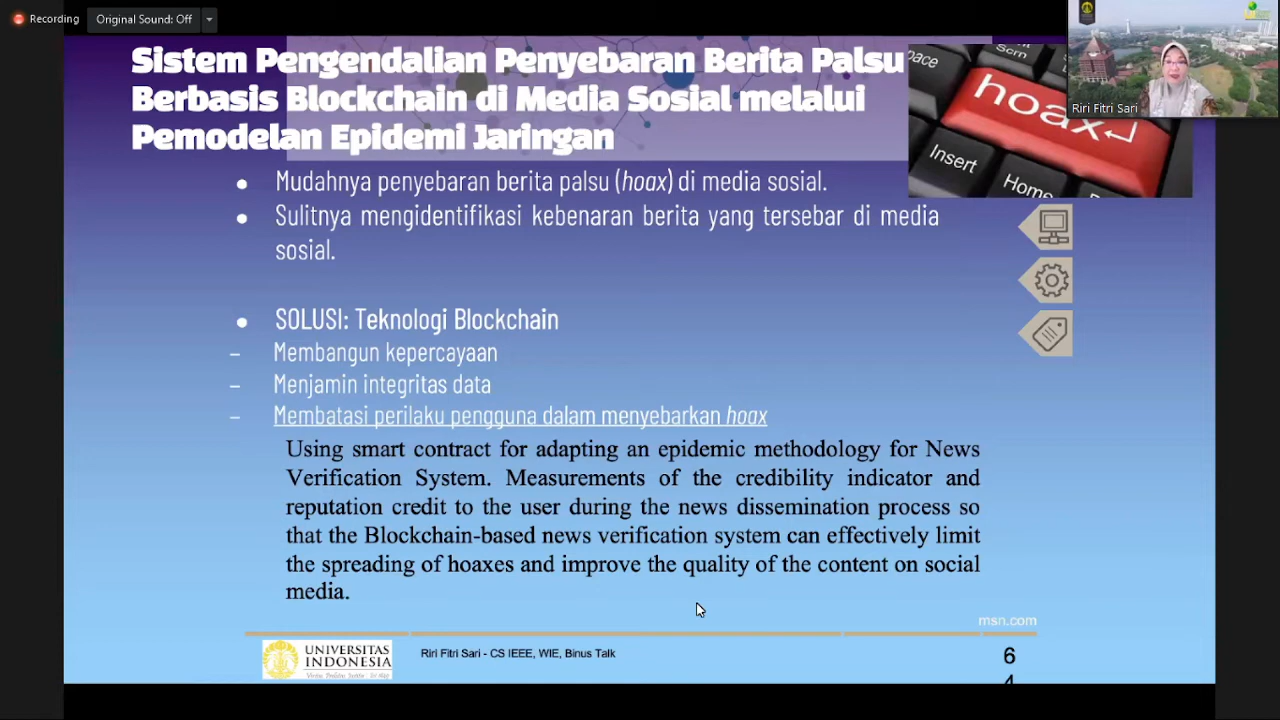 Recording
Original Sound: Off
Sistem Pengendalian Penyebaran Berita Palsu
Berbasis Blockchain di Media Sosial melalui
Pemodelan Epidemi Jaringan
Scrn
hoax
Insert
Home
Riri Fitri Sari
• Mudahnya penyebaran berita palsu (hoax) di media sosial.
• Sulitnya mengidentifikasi kebenaran berita yang tersebar di media
sosial.
• SOLUSI: Teknologi Blockchain
– Membangun kepercayaan
– Menjamin integritas data
– Membatasi perilaku pengguna dalam menyebarkan hoax
Using smart contract for adapting an epidemic methodology for News
Verification System. Measurements of the credibility indicator and
reputation credit to the user during the news dissemination process so
that the Blockchain-based news verification system can effectively limit
the spreading of hoaxes and improve the quality of the content on social
media.
msn.com
UNIVERSITAS
INDONESIA
Riri Fitri Sari - CS IEEE, WIE, Binus Talk
6
4